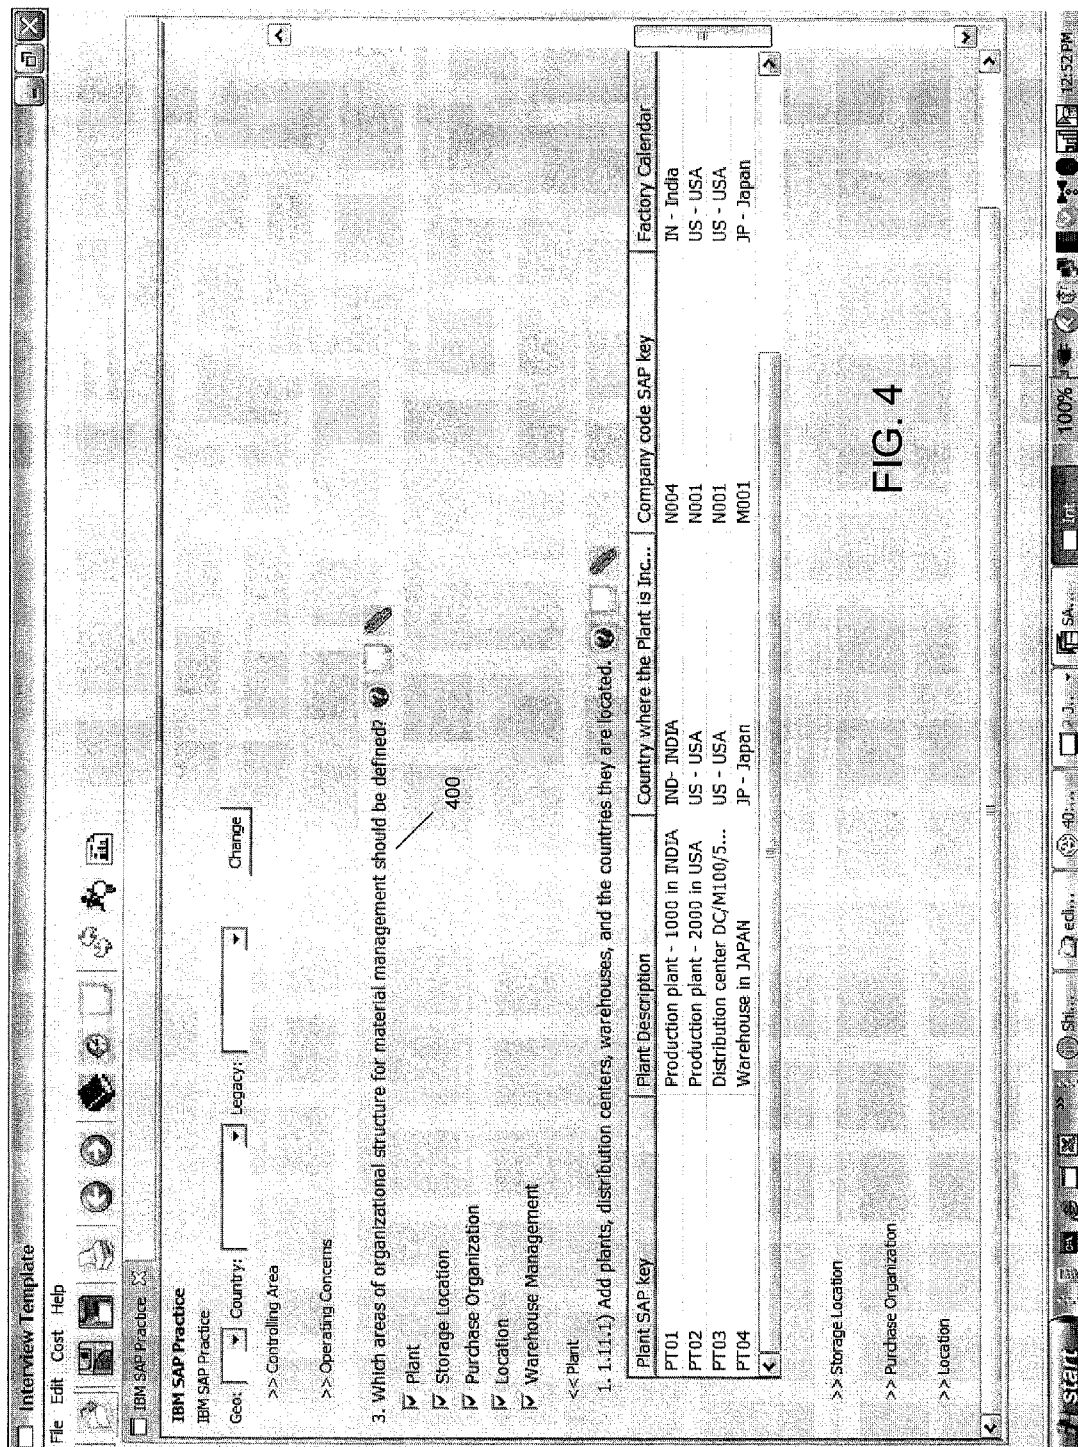 Interview Template
File Edit Cost Help
IBM SAP Practice
IBM SAP Practice
IBM SAP Practice
Geo: Country: Legacy: Change
>> Controlling Area
>> Operating Concerns
3. Which areas of organizational structure for material management should be defined?
400
Plant
Storage Location
Purchase Organization
Location
Warehouse Management
<< Plant
1. 1.11.1) Add plants, distribution centers, warehouses, and the countries they are located.
Plant SAP key Plant Description Country where the Plant is Inc... Company code SAP key Factory Calendar
PT01 Production plant - 1000 in INDIA IND- INDIA N004 IN - India
PT02 Production plant - 2000 in USA US - USA N001 US - USA
PT03 Distribution center DC/M100/5... US - USA N001 US - USA
PT04 Warehouse in JAPAN JP - Japan M001 JP - Japan
>> Storage Location
>> Purchase Organization
>> Location
FIG. 4
start >> Shi... edi... 40:... SA... Int... 100% 12:52 PM